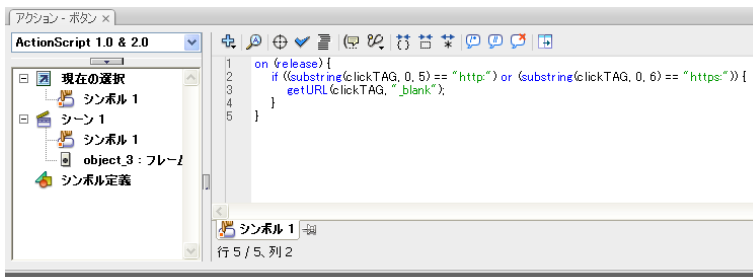 アクション - ボタン ×
ActionScript 1.0 & 2.0
現在の選択
シンボル 1
シーン 1
シンボル 1
object_3 : フレーム
シンボル定義
1 on (release) {
2 if ((substring(clickTAG, 0, 5) == "http:") or (substring(clickTAG, 0, 6) == "https:")) {
3 getURL(clickTAG, "_blank");
4 }
5 }
シンボル 1
行 5 / 5、列 2